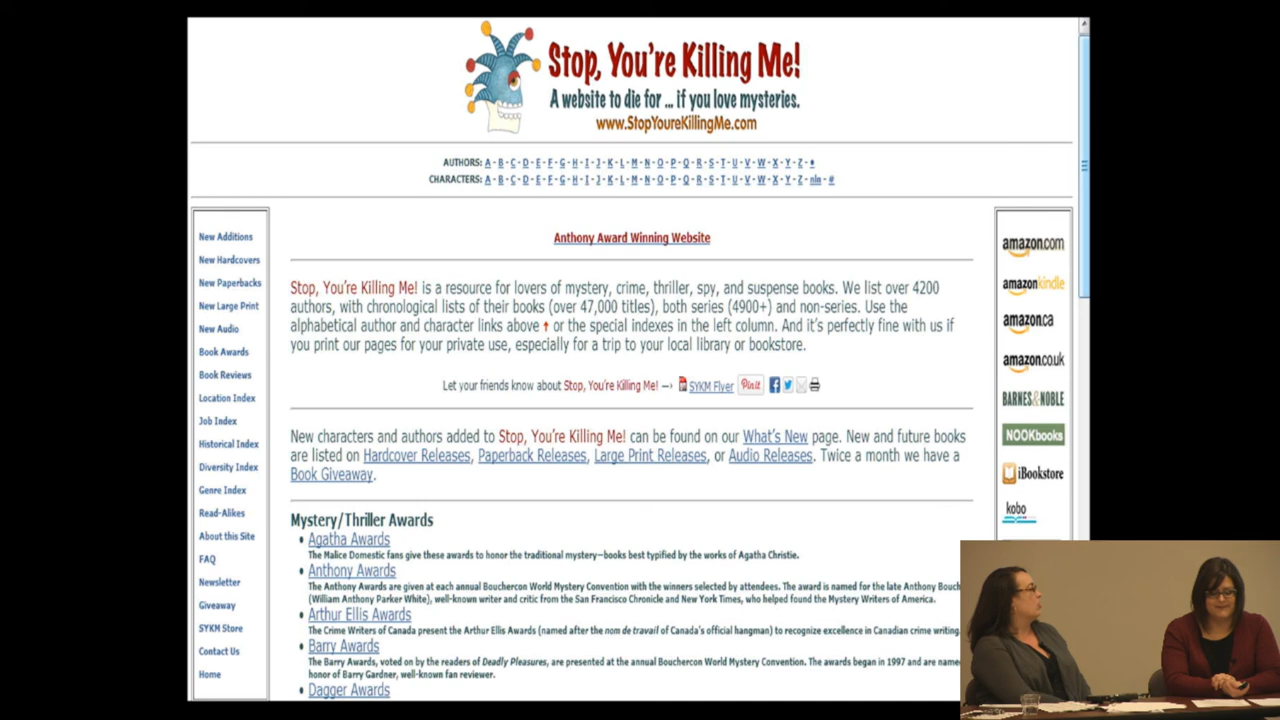 Stop, You're Killing Me!
A website to die for ... if you love mysteries.
www.StopYoureKillingMe.com
AUTHORS: A - B - C - D - E - F - G - H - I - J - K - L - M - N - O - P - Q - R - S - T - U - V - W - X - Y - Z - •
CHARACTERS: A - B - C - D - E - F - G - H - I - J - K - L - M - N - O - P - Q - R - S - T - U - V - W - X - Y - Z - nln - #
New Additions
New Hardcovers
New Paperbacks
New Large Print
New Audio
Book Awards
Book Reviews
Location Index
Job Index
Historical Index
Diversity Index
Genre Index
Read-Alikes
About this Site
FAQ
Newsletter
Giveaway
SYKM Store
Contact Us
Home
Anthony Award Winning Website
Stop, You're Killing Me! is a resource for lovers of mystery, crime, thriller, spy, and suspense books. We list over 4200
authors, with chronological lists of their books (over 47,000 titles), both series (4900+) and non-series. Use the
alphabetical author and character links above ↑ or the special indexes in the left column. And it's perfectly fine with us if
you print our pages for your private use, especially for a trip to your local library or bookstore.
Let your friends know about Stop, You're Killing Me! —> SYKM Flyer Pin it
New characters and authors added to Stop, You're Killing Me! can be found on our What's New page. New and future books
are listed on Hardcover Releases, Paperback Releases, Large Print Releases, or Audio Releases. Twice a month we have a
Book Giveaway.
Mystery/Thriller Awards
• Agatha Awards
The Malice Domestic fans give these awards to honor the traditional mystery—books best typified by the works of Agatha Christie.
• Anthony Awards
The Anthony Awards are given at each annual Bouchercon World Mystery Convention with the winners selected by attendees. The award is named for the late Anthony Bouch
(William Anthony Parker White), well-known writer and critic from the San Francisco Chronicle and New York Times, who helped found the Mystery Writers of America.
• Arthur Ellis Awards
The Crime Writers of Canada present the Arthur Ellis Awards (named after the nom de travail of Canada's official hangman) to recognize excellence in Canadian crime writing.
• Barry Awards
The Barry Awards, voted on by the readers of Deadly Pleasures, are presented at the annual Bouchercon World Mystery Convention. The awards began in 1997 and are name
honor of Barry Gardner, well-known fan reviewer.
• Dagger Awards
amazon.com
amazonkindle
amazon.ca
amazon.co.uk
BARNES&NOBLE
NOOKbooks
iBookstore
kobo